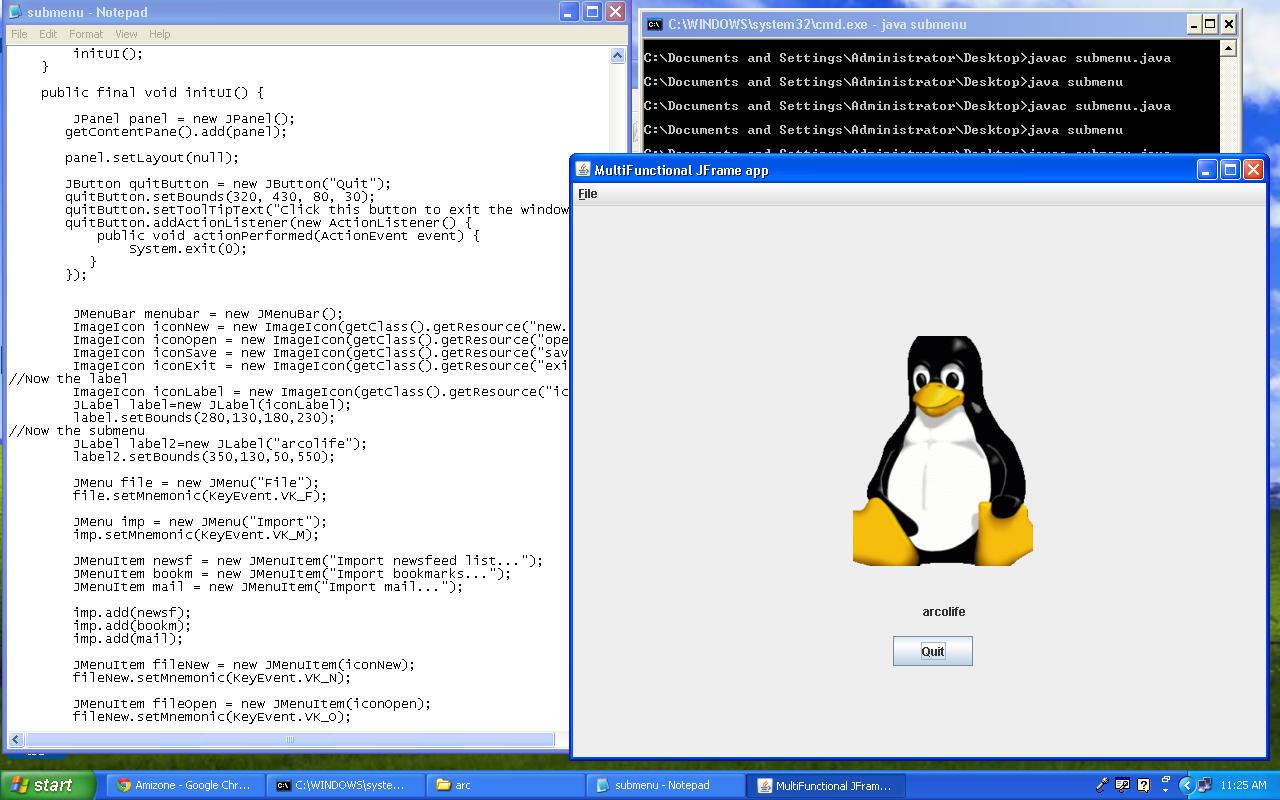 submenu - Notepad
File Edit Format View Help
initUI();
}
public final void initUI() {
JPanel panel = new JPanel();
getContentPane().add(panel);
panel.setLayout(null);
JButton quitButton = new JButton("Quit");
quitButton.setBounds(320, 430, 80, 30);
quitButton.setToolTipText("Click this button to exit the window
quitButton.addActionListener(new ActionListener() {
public void actionPerformed(ActionEvent event) {
System.exit(0);
}
});
JMenuBar menubar = new JMenuBar();
ImageIcon iconNew = new ImageIcon(getClass().getResource("new.
ImageIcon iconOpen = new ImageIcon(getClass().getResource("ope
ImageIcon iconSave = new ImageIcon(getClass().getResource("sav
ImageIcon iconExit = new ImageIcon(getClass().getResource("exi
//Now the label
ImageIcon iconLabel = new ImageIcon(getClass().getResource("ic
JLabel label=new JLabel(iconLabel);
label.setBounds(280,130,180,230);
//Now the submenu
JLabel label2=new JLabel("arcolife");
label2.setBounds(350,130,50,550);
JMenu file = new JMenu("File");
file.setMnemonic(KeyEvent.VK_F);
JMenu imp = new JMenu("Import");
imp.setMnemonic(KeyEvent.VK_M);
JMenuItem newsf = new JMenuItem("Import newsfeed list...");
JMenuItem bookm = new JMenuItem("Import bookmarks...");
JMenuItem mail = new JMenuItem("Import mail...");
imp.add(newsf);
imp.add(bookm);
imp.add(mail);
JMenuItem fileNew = new JMenuItem(iconNew);
fileNew.setMnemonic(KeyEvent.VK_N);
JMenuItem fileOpen = new JMenuItem(iconOpen);
fileNew.setMnemonic(KeyEvent.VK_O);
C:\WINDOWS\system32\cmd.exe - java submenu
C:\Documents and Settings\Administrator\Desktop>javac submenu.java
C:\Documents and Settings\Administrator\Desktop>java submenu
C:\Documents and Settings\Administrator\Desktop>javac submenu.java
C:\Documents and Settings\Administrator\Desktop>java submenu
MultiFunctional JFrame app
File
arcolife
Quit
start
Amizone - Google Chr...
C:\WINDOWS\syste...
arc
submenu - Notepad
MultiFunctional JFram...
11:25 AM